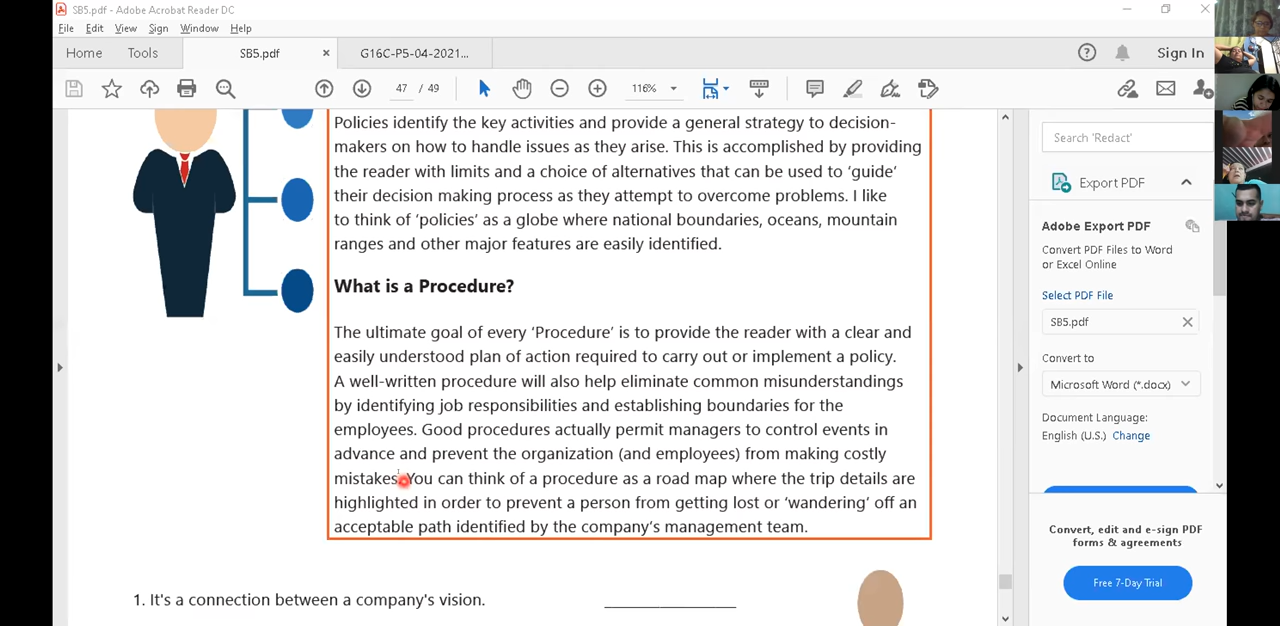 SB5.pdf - Adobe Acrobat Reader DC
File Edit View Sign Window Help
Home Tools SB5.pdf × G16C-P5-04-2021... Sign In
47 / 49 116%
Policies identify the key activities and provide a general strategy to decision-
makers on how to handle issues as they arise. This is accomplished by providing
the reader with limits and a choice of alternatives that can be used to ‘guide’
their decision making process as they attempt to overcome problems. I like
to think of ‘policies’ as a globe where national boundaries, oceans, mountain
ranges and other major features are easily identified.
What is a Procedure?
The ultimate goal of every ‘Procedure’ is to provide the reader with a clear and
easily understood plan of action required to carry out or implement a policy.
A well-written procedure will also help eliminate common misunderstandings
by identifying job responsibilities and establishing boundaries for the
employees. Good procedures actually permit managers to control events in
advance and prevent the organization (and employees) from making costly
mistakes. You can think of a procedure as a road map where the trip details are
highlighted in order to prevent a person from getting lost or ‘wandering’ off an
acceptable path identified by the company’s management team.
1. It's a connection between a company's vision. _______________
Search 'Redact'
Export PDF
Adobe Export PDF
Convert PDF Files to Word
or Excel Online
Select PDF File
SB5.pdf
Convert to
Microsoft Word (*.docx)
Document Language:
English (U.S.) Change
Convert, edit and e-sign PDF
forms & agreements
Free 7-Day Trial